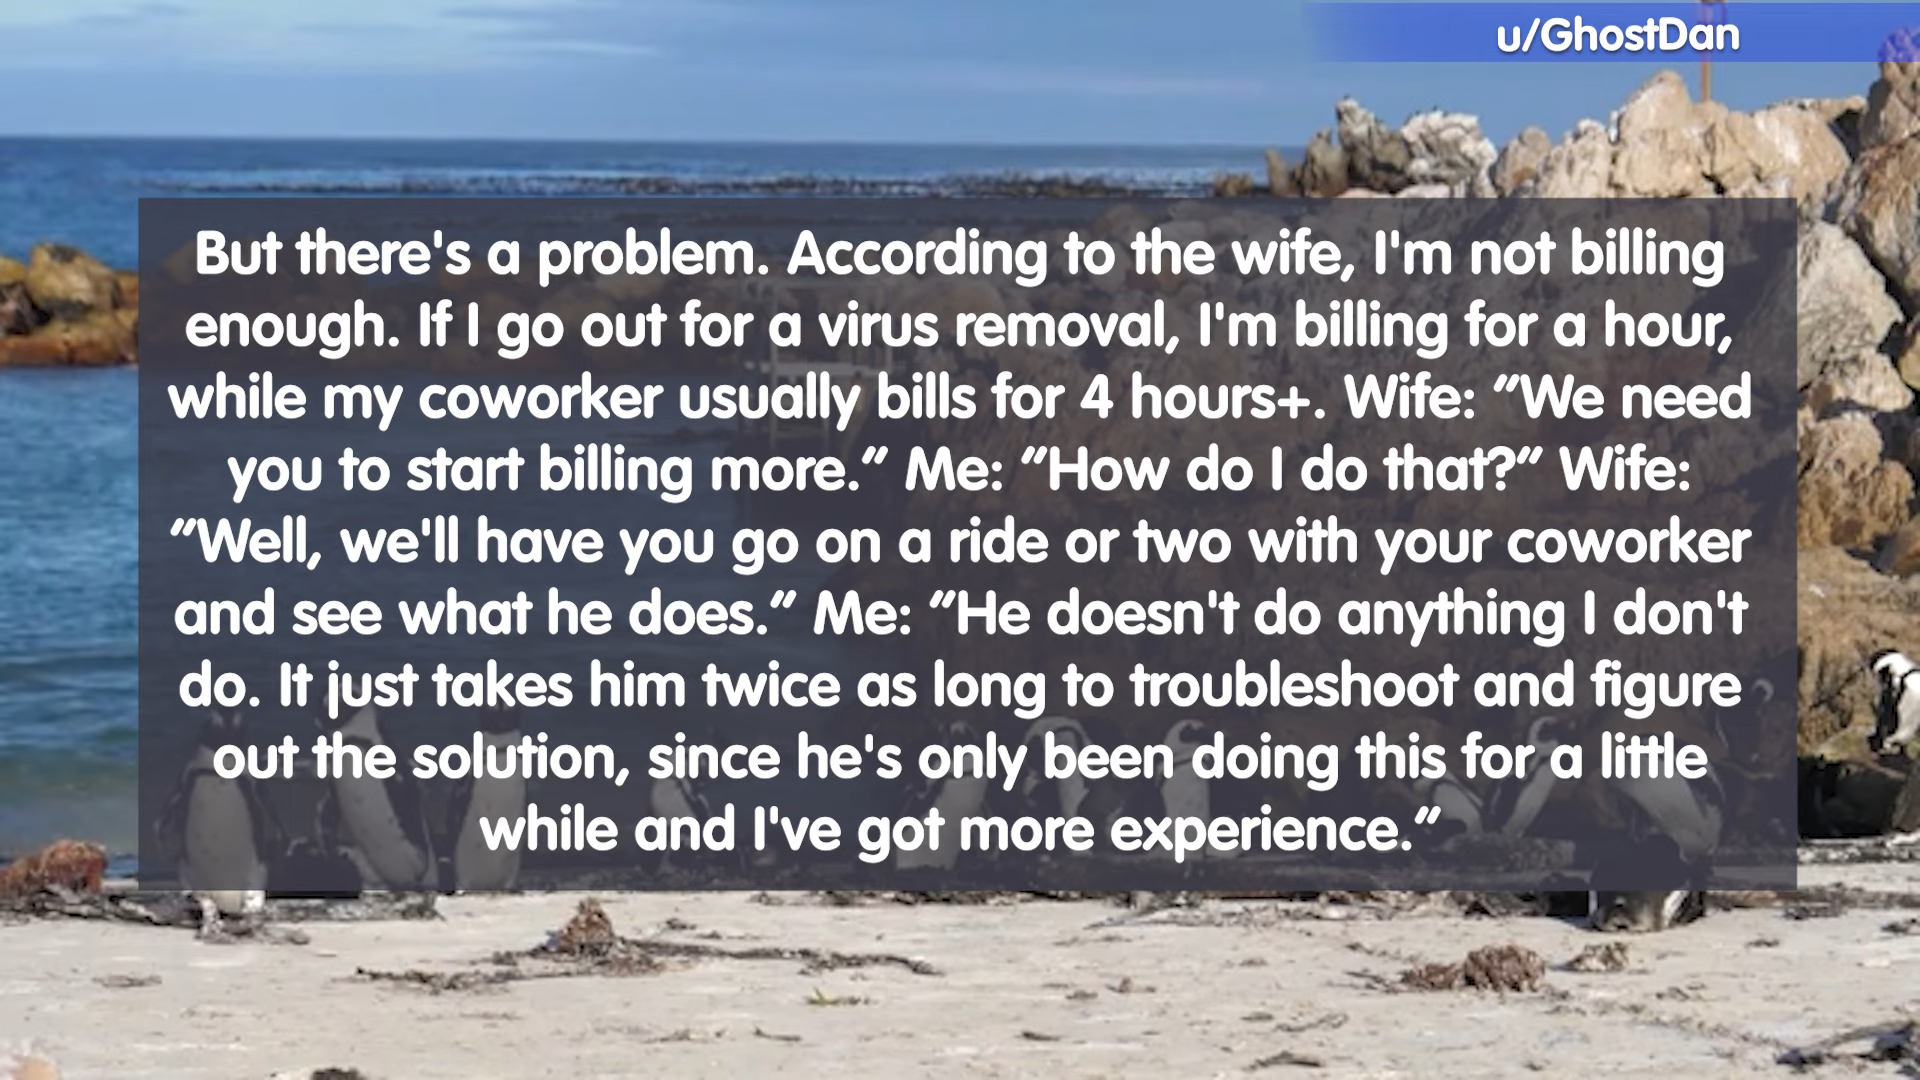 u/GhostDan
But there's a problem. According to the wife, I'm not billing
enough. If I go out for a virus removal, I'm billing for a hour,
while my coworker usually bills for 4 hours+. Wife: “We need
you to start billing more.” Me: “How do I do that?” Wife:
“Well, we'll have you go on a ride or two with your coworker
and see what he does.” Me: “He doesn't do anything I don't
do. It just takes him twice as long to troubleshoot and figure
out the solution, since he's only been doing this for a little
while and I've got more experience.”